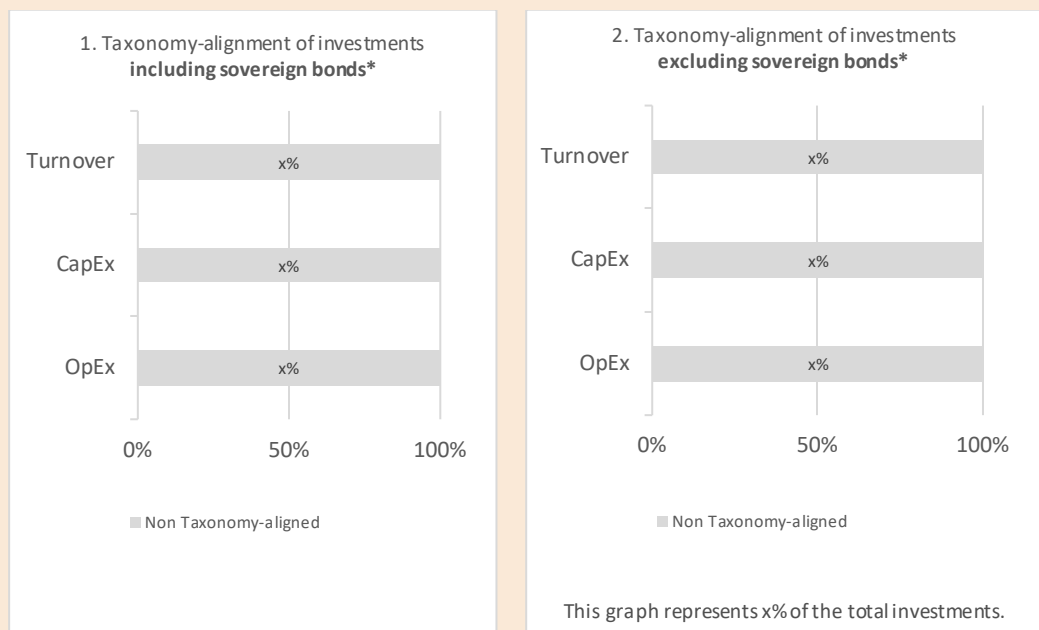 1. Taxonomy-alignment of investments
including sovereign bonds*
Turnover
x%
CapEx
x%
OpEx
x%
0% 50% 100%
Non Taxonomy-aligned
2. Taxonomy-alignment of investments
excluding sovereign bonds*
Turnover
x%
CapEx
x%
OpEx
x%
0% 50% 100%
Non Taxonomy-aligned
This graph represents x% of the total investments.